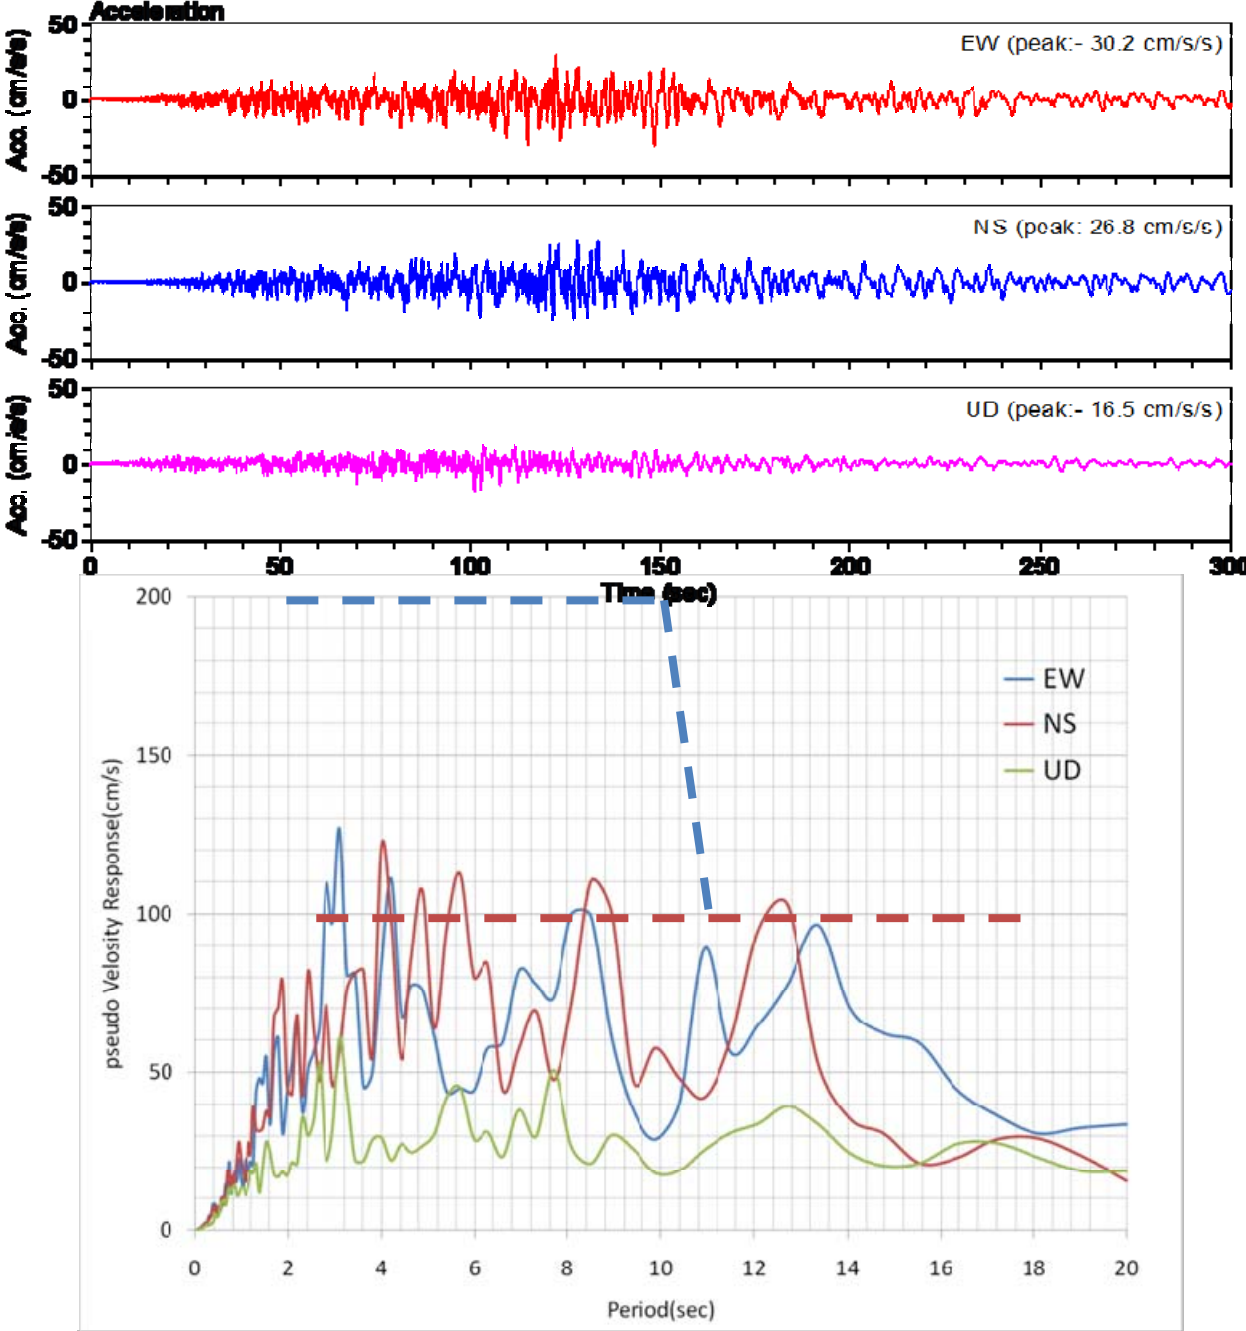 Acceleration
50
EW (peak:- 30.2 cm/s/s)
Acc. (cm/s/s)
0
-50
50
NS (peak: 26.8 cm/s/s)
Acc. (cm/s/s)
0
-50
50
UD (peak:- 16.5 cm/s/s)
Acc. (cm/s/s)
0
-50
0 50 100 150 200 250 300
Time (sec)
200
EW
NS
150
UD
pseudo Velosity Response(cm/s)
100
50
0
0 2 4 6 8 10 12 14 16 18 20
Period(sec)